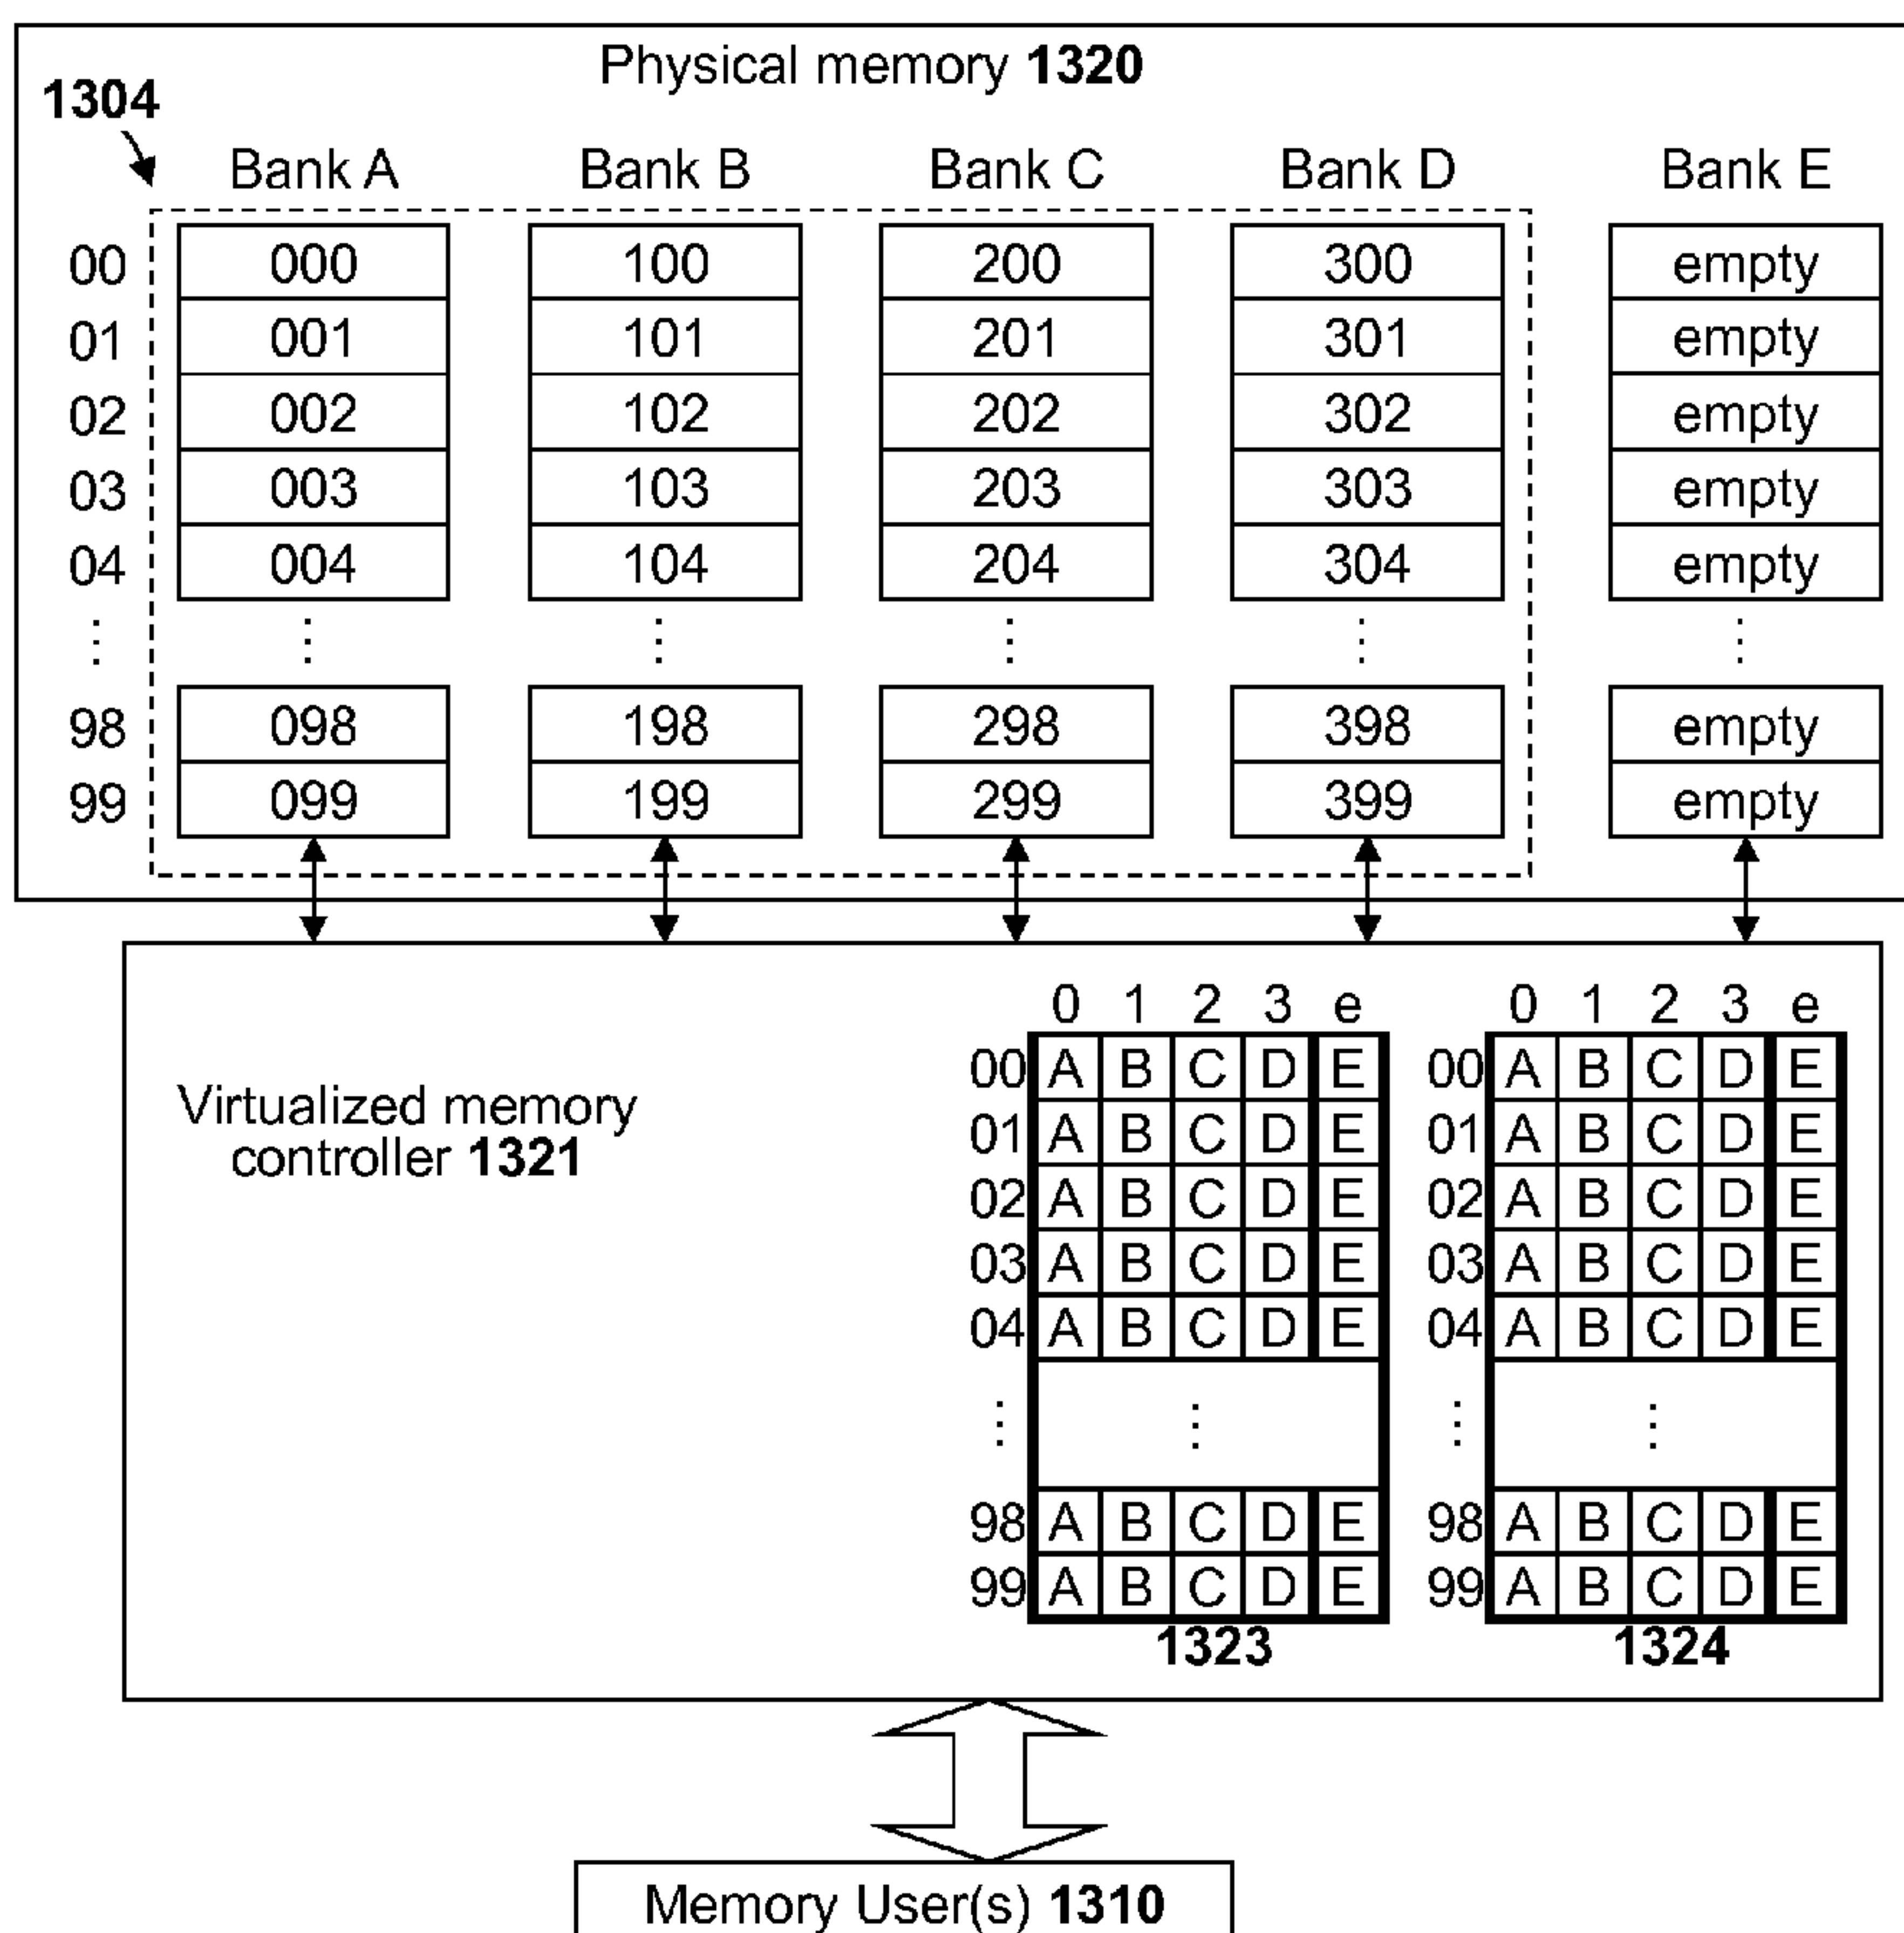 Physical memory 1320
1304
Bank A Bank B Bank C Bank D Bank E
00 000 100 200 300 empty
01 001 101 201 301 empty
02 002 102 202 302 empty
03 003 103 203 303 empty
04 004 104 204 304 empty
⋮ ⋮ ⋮ ⋮ ⋮ ⋮
98 098 198 298 398 empty
99 099 199 299 399 empty
Virtualized memory
controller 1321
0 1 2 3 e 0 1 2 3 e
00 A B C D E 00 A B C D E
01 A B C D E 01 A B C D E
02 A B C D E 02 A B C D E
03 A B C D E 03 A B C D E
04 A B C D E 04 A B C D E
⋮ ⋮ ⋮ ⋮
98 A B C D E 98 A B C D E
99 A B C D E 99 A B C D E
1323 1324
Memory User(s) 1310